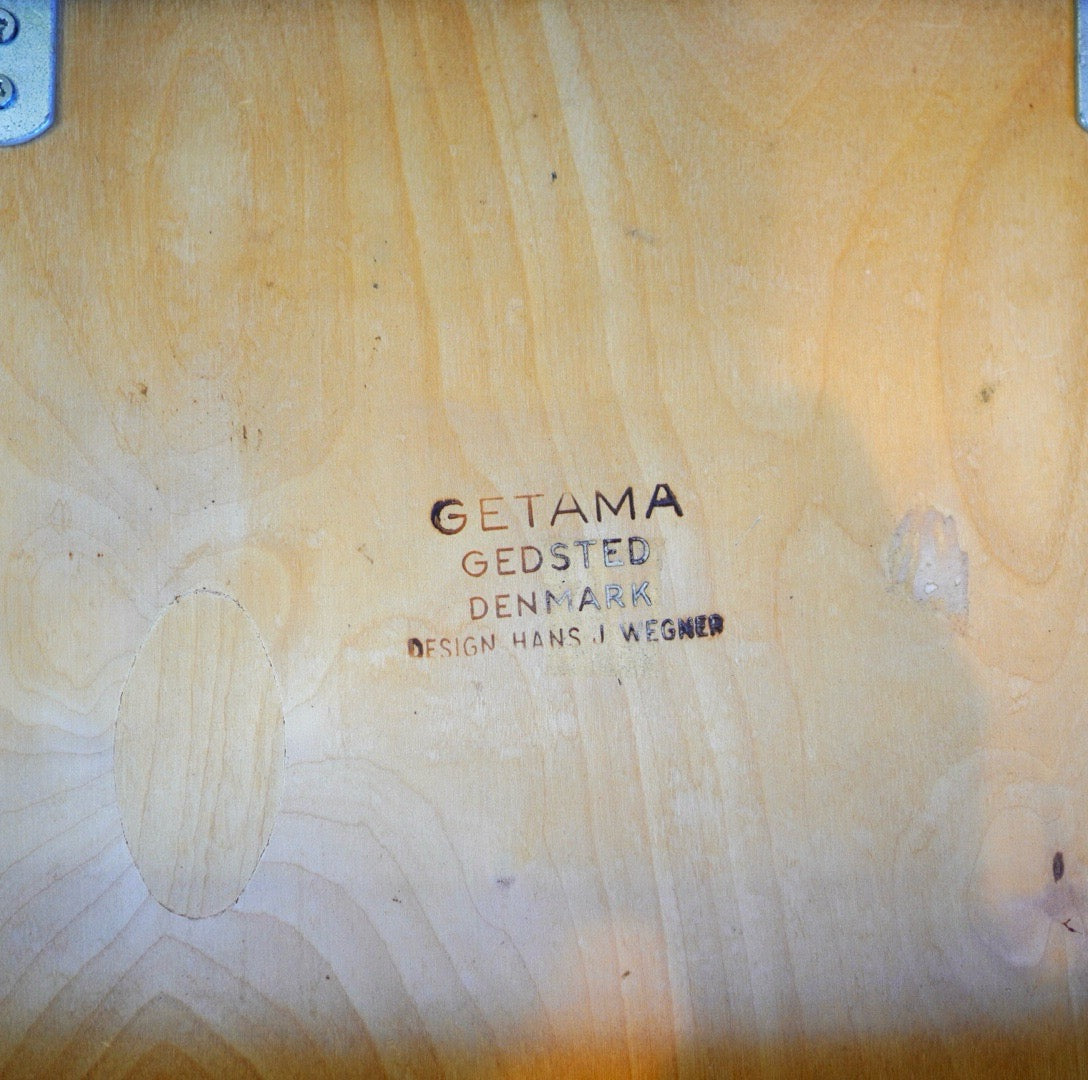 GETAMA
GEDSTED
DENMARK
DESIGN HANS J WEGNER